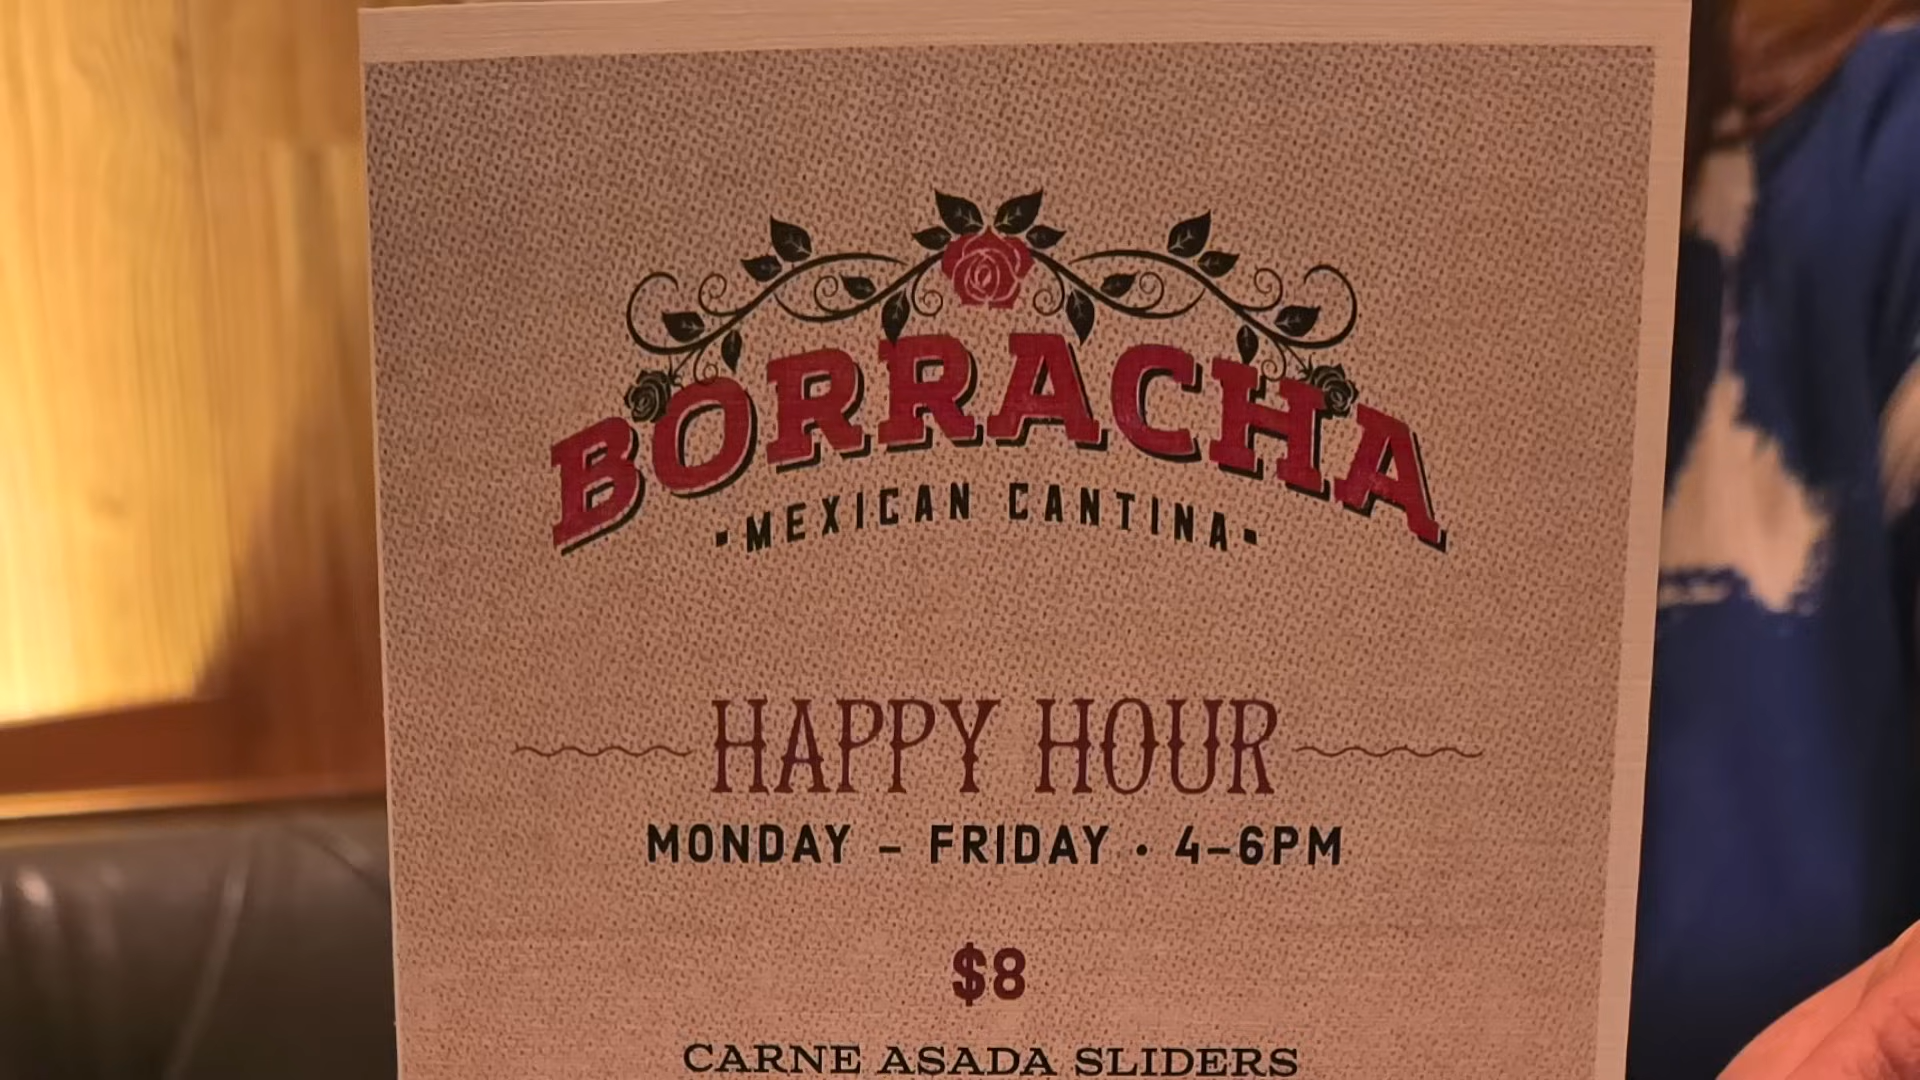 BORRACHA
·MEXICAN CANTINA·
HAPPY HOUR
MONDAY – FRIDAY · 4–6PM
$8
CARNE ASADA SLIDERS